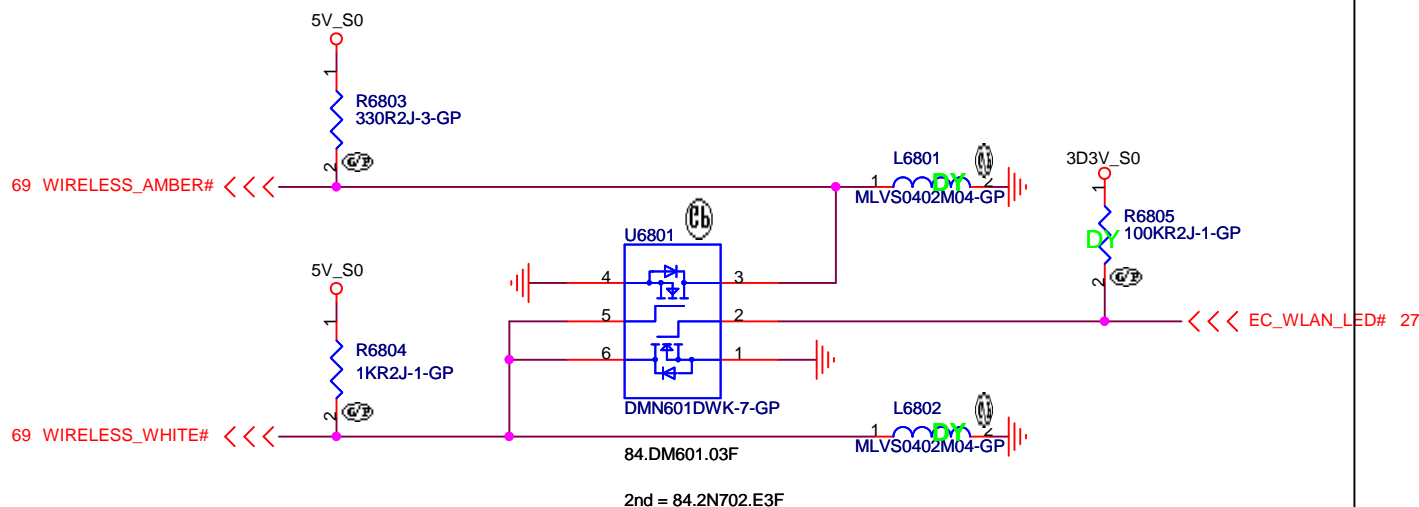 5V_S0
1
R6803
330R2J-3-GP
2
G/P
69 WIRELESS_AMBER#
L6801
1
DY
2
MLVS0402M04-GP
3D3V_S0
1
R6805
100KR2J-1-GP
DY
2
G/P
U6801
4
3
5
2
6
1
DMN601DWK-7-GP
84.DM601.03F
2nd = 84.2N702.E3F
EC_WLAN_LED# 27
5V_S0
1
R6804
1KR2J-1-GP
2
G/P
69 WIRELESS_WHITE#
L6802
1
DY
2
MLVS0402M04-GP